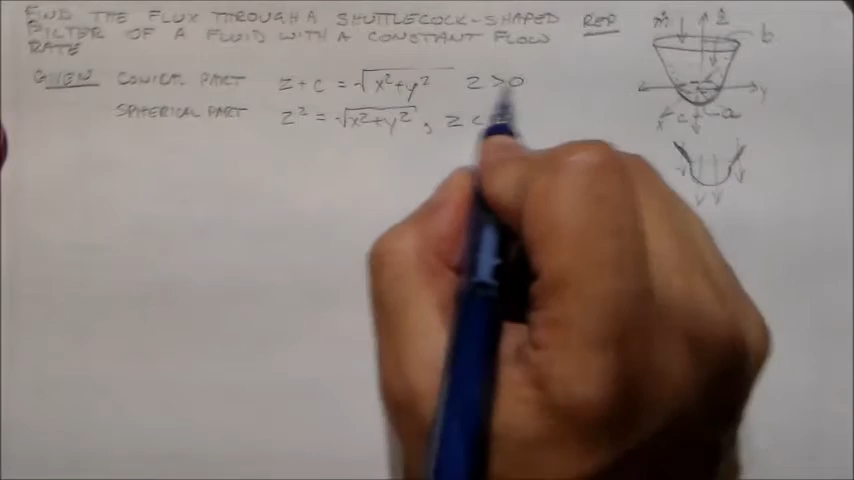 FIND THE FLUX THROUGH A SHUTTLECOCK-SHAPED REP
FILTER OF A FLUID WITH A CONSTANT FLOW
RATE
GIVEN CONICAL PART z + c = √x²+y² z > 0
SPHERICAL PART z² = √x²+y² , z <
ṁ
ẑ
b
y
x
c
a